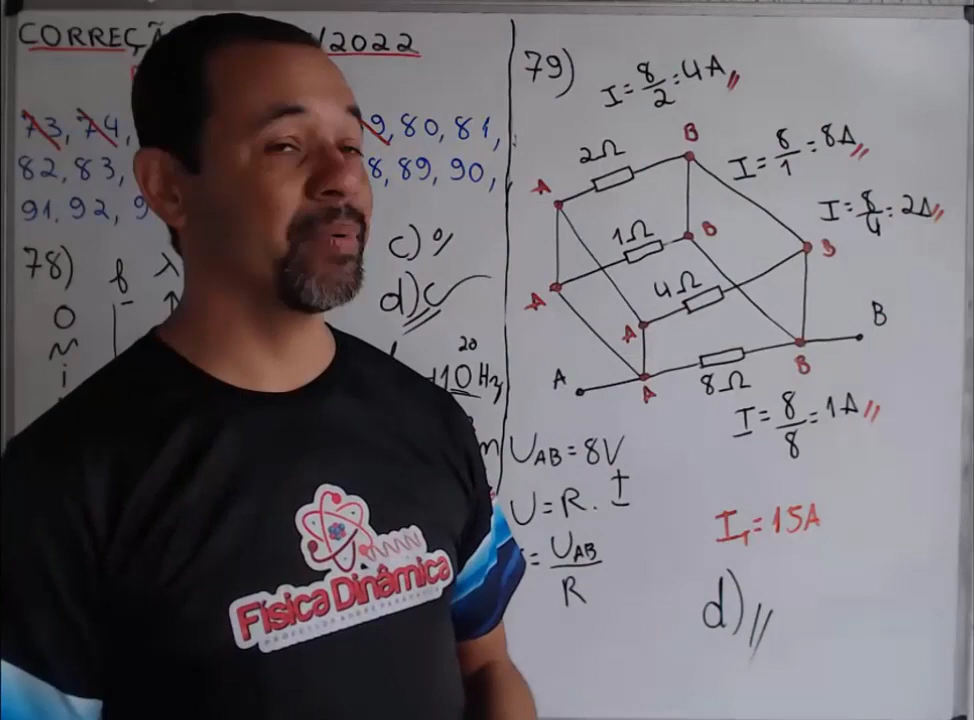 CORREÇÃ /2022
73, 74, 9, 80, 81,
82, 83, 8, 89, 90,
91, 92, 9
78)
f λ
O
m
i
c) %
d) c
20
10 Hz
m
79)
I = 8/2 = 4A
2Ω
B
I = 8/1 = 8A
A
I = 8/4 = 2A
1Ω
B
B
4Ω
A
A
B
A
8Ω
B
A
I = 8/8 = 1A
U_AB = 8V
U = R. I
= U_AB/R
I_T = 15A
d)
Física Dinâmica